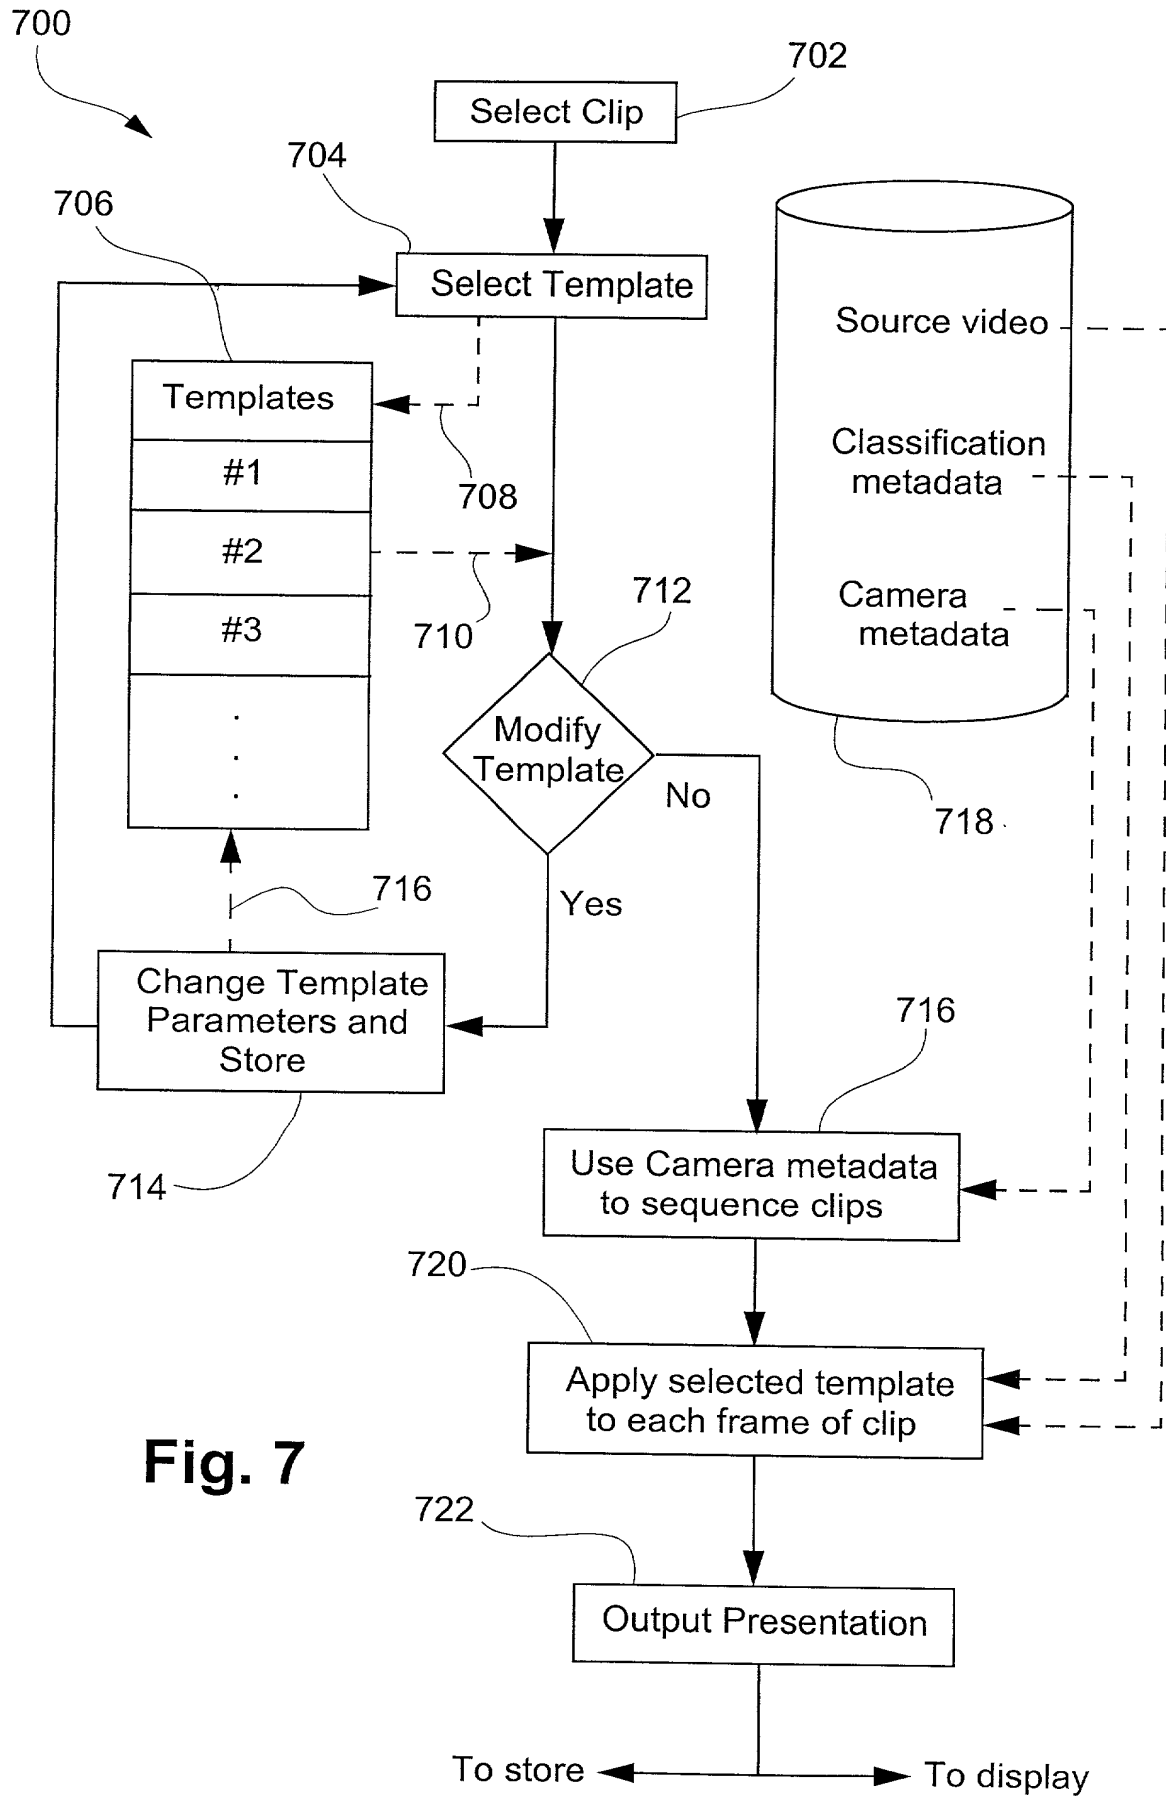 700
702
Select Clip
704
706
Select Template
Source video
Templates
Classification
metadata
#1
708
#2
Camera
metadata
712
710
#3
.
.
.
Modify
Template
No
718
716
Yes
Change Template
Parameters and
Store
716
714
Use Camera metadata
to sequence clips
720
Apply selected template
to each frame of clip
Fig. 7
722
Output Presentation
To store
To display